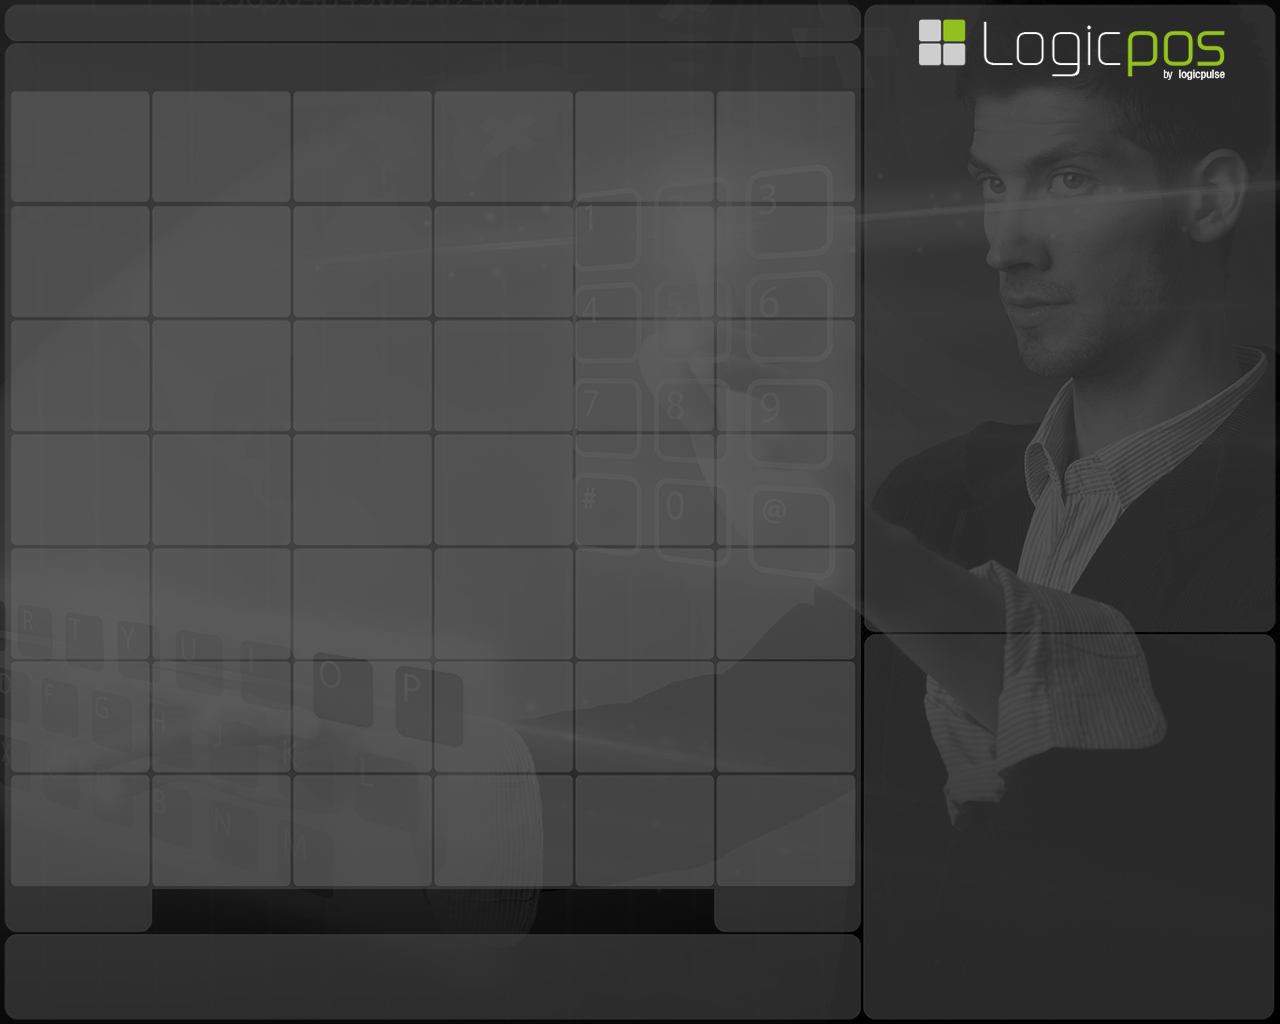 Logicpos
by logicpulse
1 3
4 5 6
7 8 9
# 0 @
R T Y U I O P
D F G H J K L
X B N